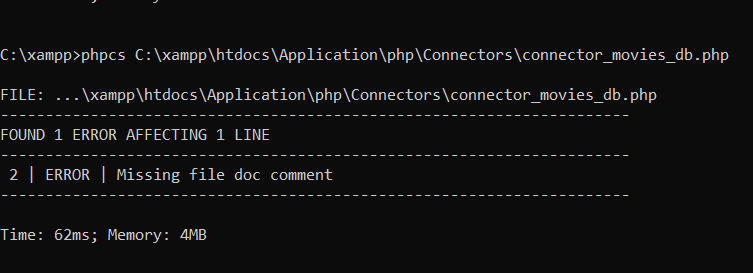 C:\xampp>phpcs C:\xampp\htdocs\Application\php\Connectors\connector_movies_db.php
FILE: ...\xampp\htdocs\Application\php\Connectors\connector_movies_db.php
----------------------------------------------------------------------
FOUND 1 ERROR AFFECTING 1 LINE
----------------------------------------------------------------------
 2 | ERROR | Missing file doc comment
----------------------------------------------------------------------
Time: 62ms; Memory: 4MB